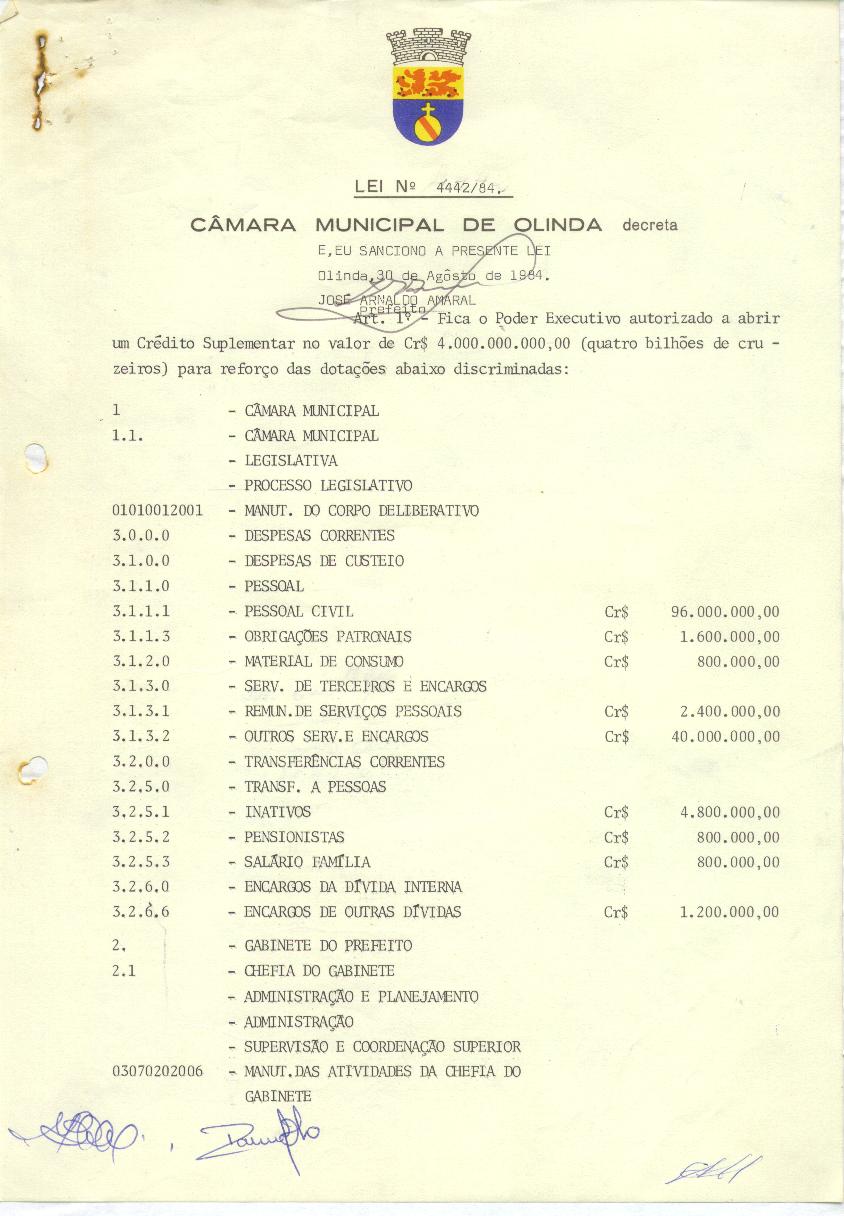 LEI Nº 4442/84.
CÂMARA MUNICIPAL DE OLINDA decreta
E,EU SANCIONO A PRESENTE LEI
Olinda,30 de Agôsto de 1984.
JOSÉ ARNALDO AMARAL
Prefeito
Art. 1º - Fica o Poder Executivo autorizado a abrir
um Crédito Suplementar no valor de Cr$ 4.000.000.000,00 (quatro bilhões de cru -
zeiros) para reforço das dotações abaixo discriminadas:
1 - CÂMARA MUNICIPAL
1.1. - CÂMARA MUNICIPAL
- LEGISLATIVA
- PROCESSO LEGISLATIVO
01010012001 - MANUT. DO CORPO DELIBERATIVO
3.0.0.0 - DESPESAS CORRENTES
3.1.0.0 - DESPESAS DE CUSTEIO
3.1.1.0 - PESSOAL
3.1.1.1 - PESSOAL CIVIL Cr$ 96.000.000,00
3.1.1.3 - OBRIGAÇÕES PATRONAIS Cr$ 1.600.000,00
3.1.2.0 - MATERIAL DE CONSUMO Cr$ 800.000,00
3.1.3.0 - SERV. DE TERCEIROS E ENCARGOS
3.1.3.1 - REMUN.DE SERVIÇOS PESSOAIS Cr$ 2.400.000,00
3.1.3.2 - OUTROS SERV.E ENCARGOS Cr$ 40.000.000,00
3.2.0.0 - TRANSFERÊNCIAS CORRENTES
3.2.5.0 - TRANSF. A PESSOAS
3.2.5.1 - INATIVOS Cr$ 4.800.000,00
3.2.5.2 - PENSIONISTAS Cr$ 800.000,00
3.2.5.3 - SALÁRIO FAMÍLIA Cr$ 800.000,00
3.2.6.0 - ENCARGOS DA DÍVIDA INTERNA
3.2.6.6 - ENCARGOS DE OUTRAS DÍVIDAS Cr$ 1.200.000,00
2. - GABINETE DO PREFEITO
2.1 - CHEFIA DO GABINETE
- ADMINISTRAÇÃO E PLANEJAMENTO
- ADMINISTRAÇÃO
- SUPERVISÃO E COORDENAÇÃO SUPERIOR
03070202006 - MANUT.DAS ATIVIDADES DA CHEFIA DO
GABINETE